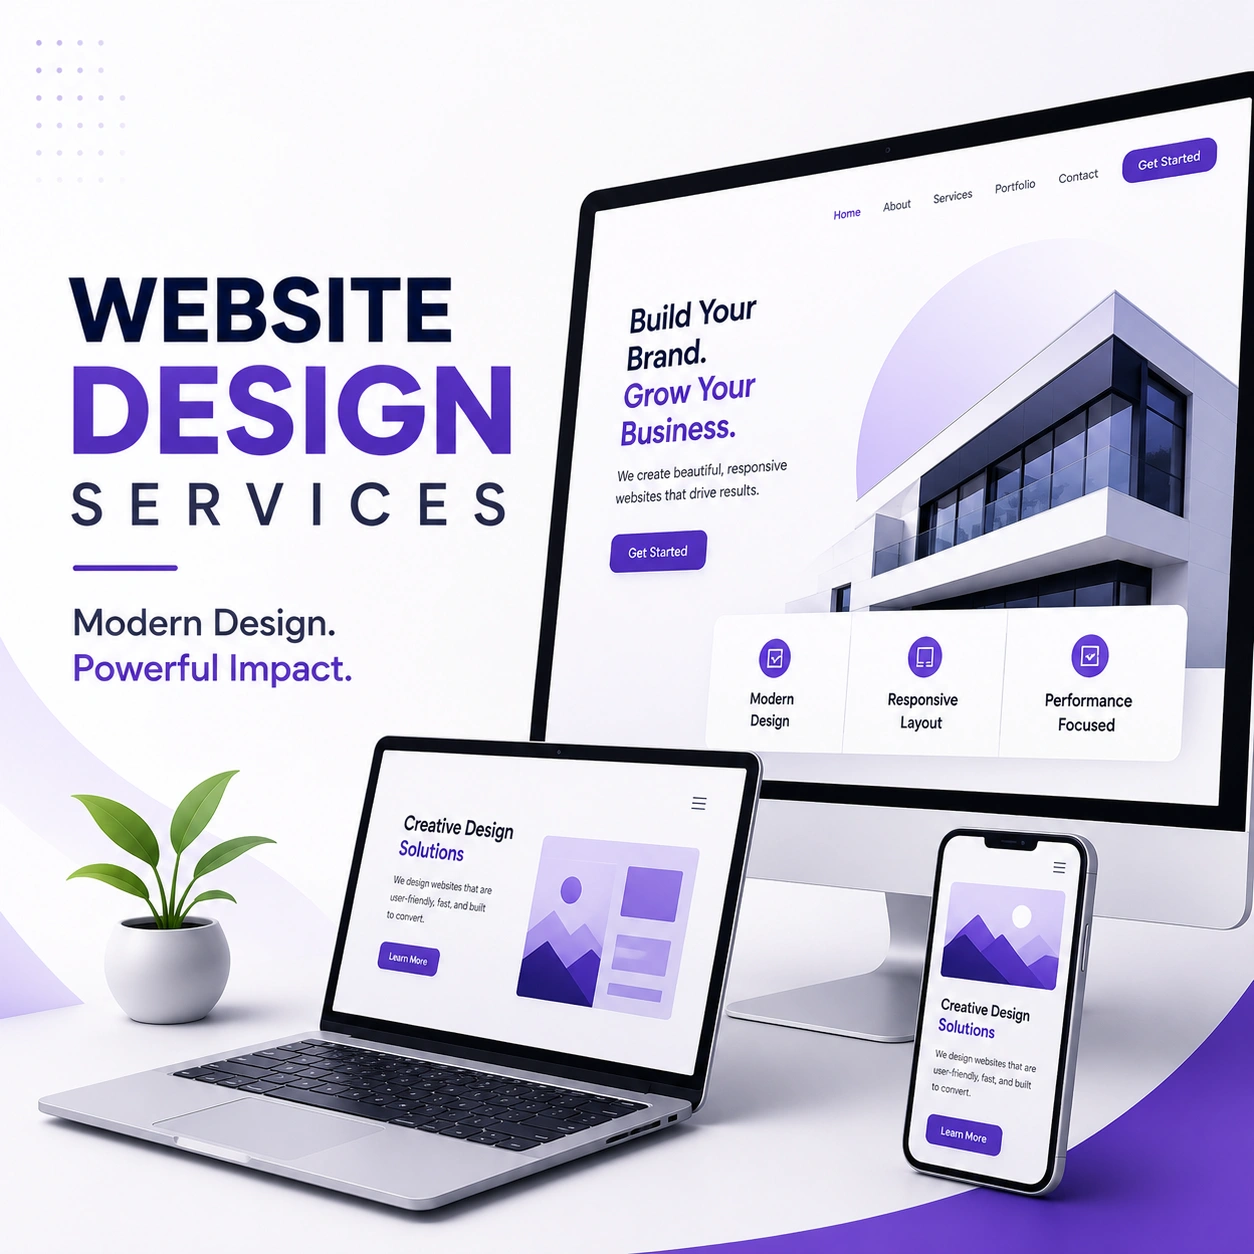 WEBSITE
DESIGN
SERVICES
Modern Design.
Powerful Impact.
Home About Services Portfolio Contact Get Started
Build Your
Brand.
Grow Your
Business.
We create beautiful, responsive
websites that drive results.
Get Started
Modern
Design
Responsive
Layout
Performance
Focused
Creative Design
Solutions
We design websites that are
user-friendly, fast, and built
to convert.
Learn More
Creative Design
Solutions
We design websites that are
user-friendly, fast, and built
to convert.
Learn More